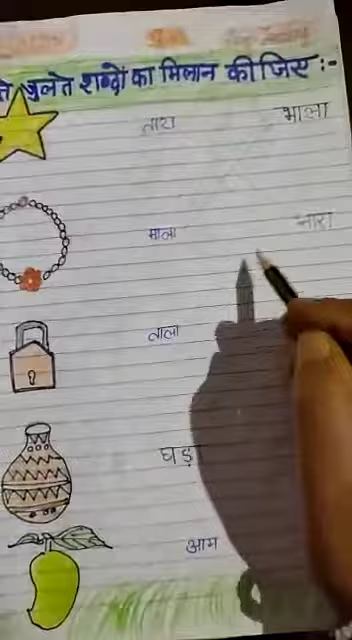 जुलते शब्दों का मिलान कीजिए :-
तारा भाला
माला नारा
ताला
घड़
आम